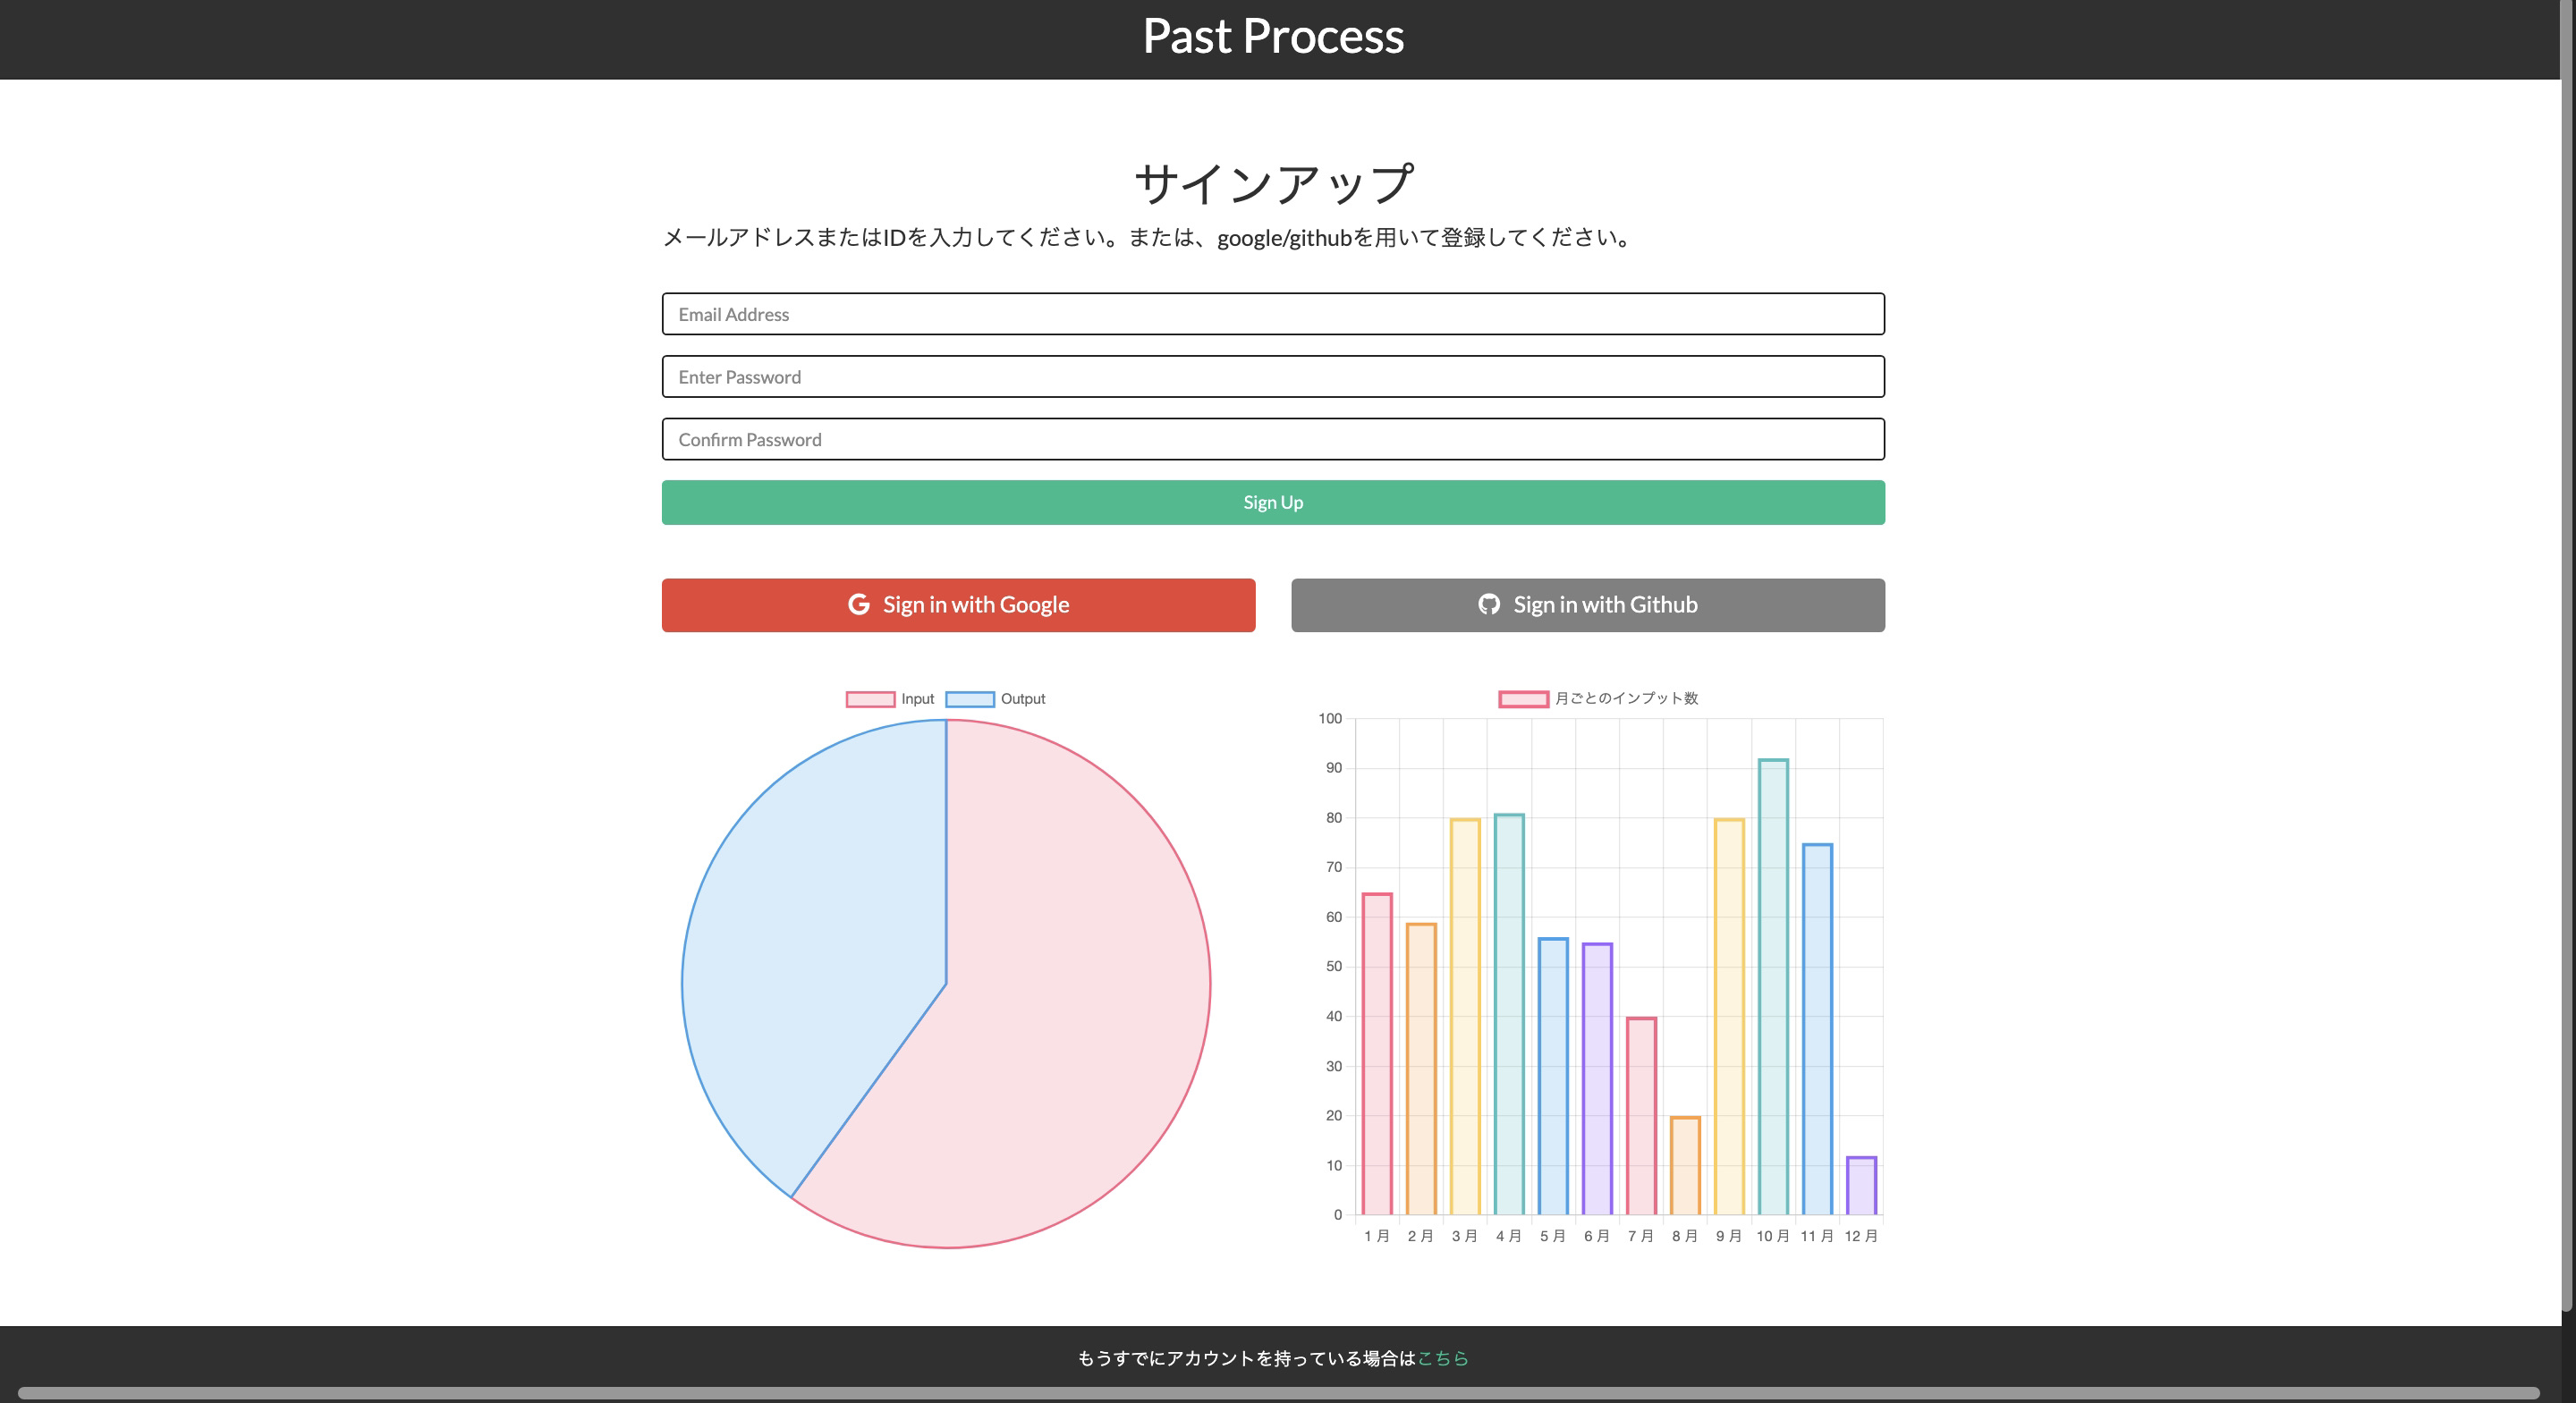 Past Process
サインアップ
メールアドレスまたはIDを入力してください。または、google/githubを用いて登録してください。
Email Address
Enter Password
Confirm Password
Sign Up
Sign in with Google
Sign in with Github
Input
Output
月ごとのインプット数
100
90
80
70
60
50
40
30
20
10
0
1 月 2 月 3 月 4 月 5 月 6 月 7 月 8 月 9 月 10 月 11 月 12 月
もうすでにアカウントを持っている場合はこちら